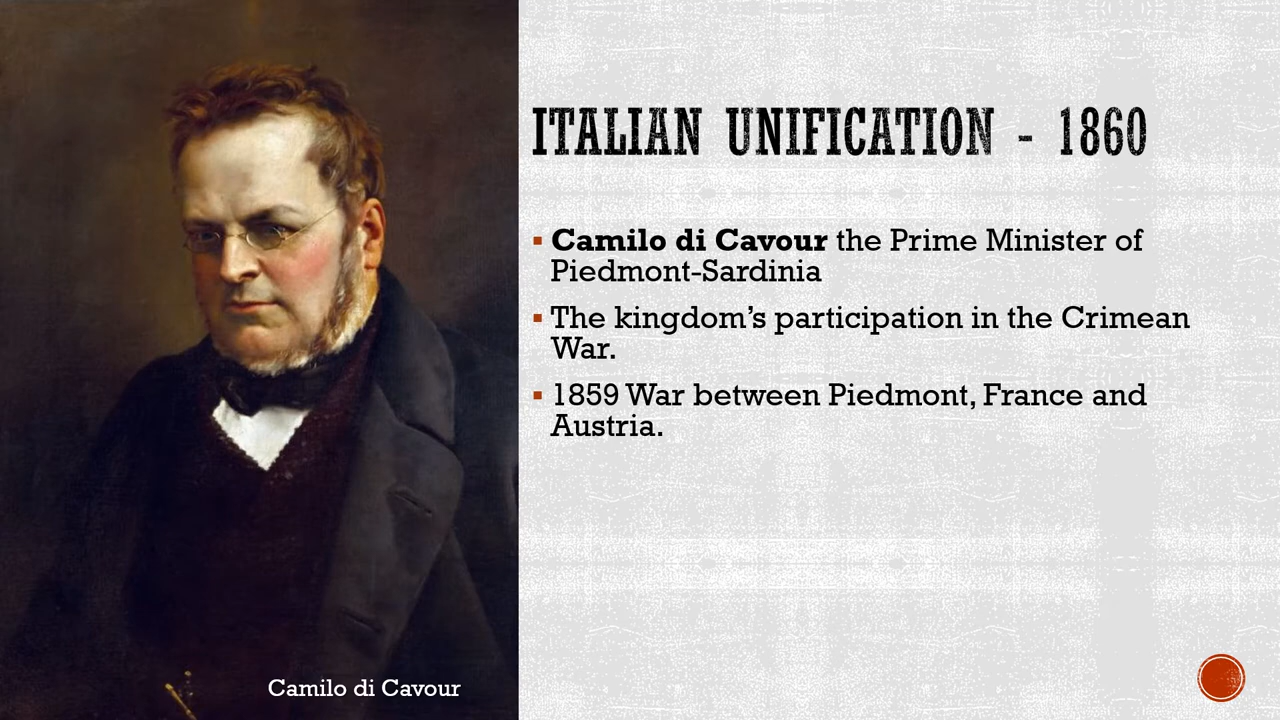 ITALIAN UNIFICATION - 1860
▪ Camilo di Cavour the Prime Minister of
Piedmont-Sardinia
▪ The kingdom’s participation in the Crimean
War.
▪ 1859 War between Piedmont, France and
Austria.
Camilo di Cavour